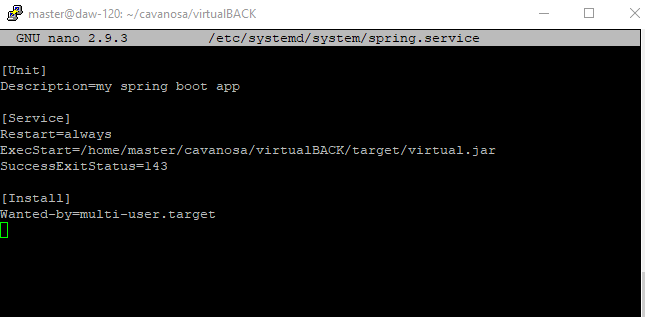 master@daw-120: ~/cavanosa/virtualBACK
GNU nano 2.9.3 /etc/systemd/system/spring.service
[Unit]
Description=my spring boot app
[Service]
Restart=always
ExecStart=/home/master/cavanosa/virtualBACK/target/virtual.jar
SuccessExitStatus=143
[Install]
Wanted-by=multi-user.target